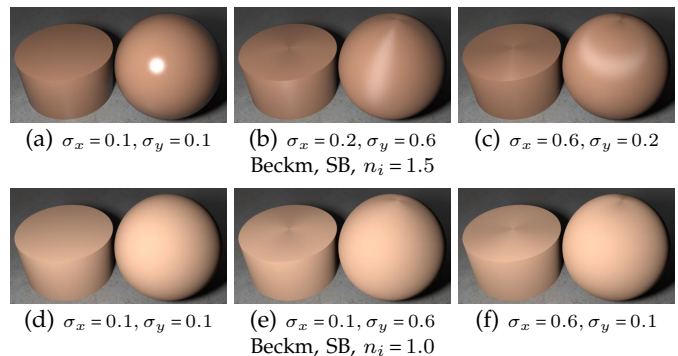 (a) σx = 0.1, σy = 0.1 (b) σx = 0.2, σy = 0.6 (c) σx = 0.6, σy = 0.2
Beckm, SB, ni = 1.5
(d) σx = 0.1, σy = 0.1 (e) σx = 0.1, σy = 0.6 (f) σx = 0.6, σy = 0.1
Beckm, SB, ni = 1.0